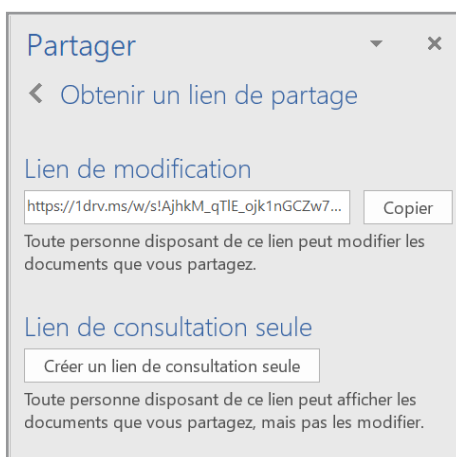 Partager
Obtenir un lien de partage
Lien de modification
https://1drv.ms/w/s!AjhkM_qTlE_ojk1nGCZw7...
Copier
Toute personne disposant de ce lien peut modifier les
documents que vous partagez.
Lien de consultation seule
Créer un lien de consultation seule
Toute personne disposant de ce lien peut afficher les
documents que vous partagez, mais pas les modifier.